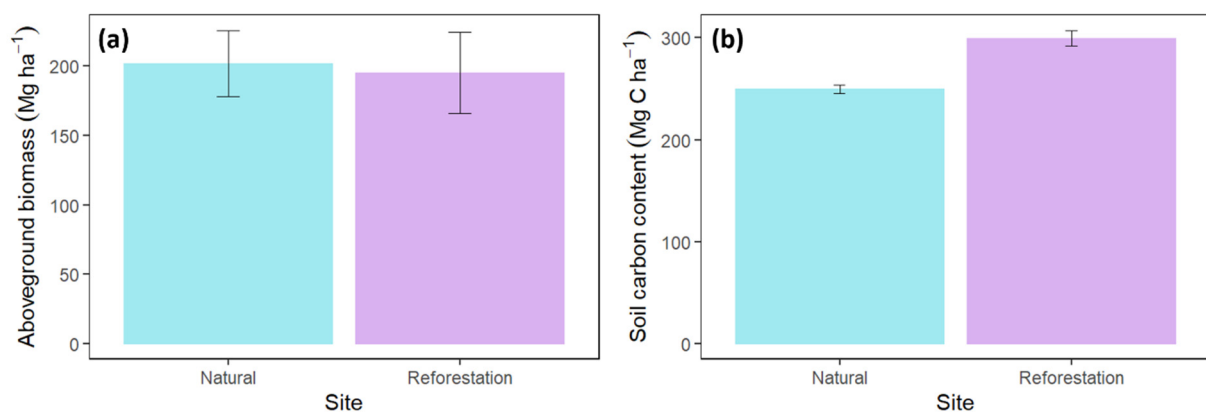 (a)
Aboveground biomass (Mg ha⁻¹)
200
150
100
50
0
Natural
Reforestation
Site
(b)
Soil carbon content (Mg C ha⁻¹)
300
200
100
0
Natural
Reforestation
Site